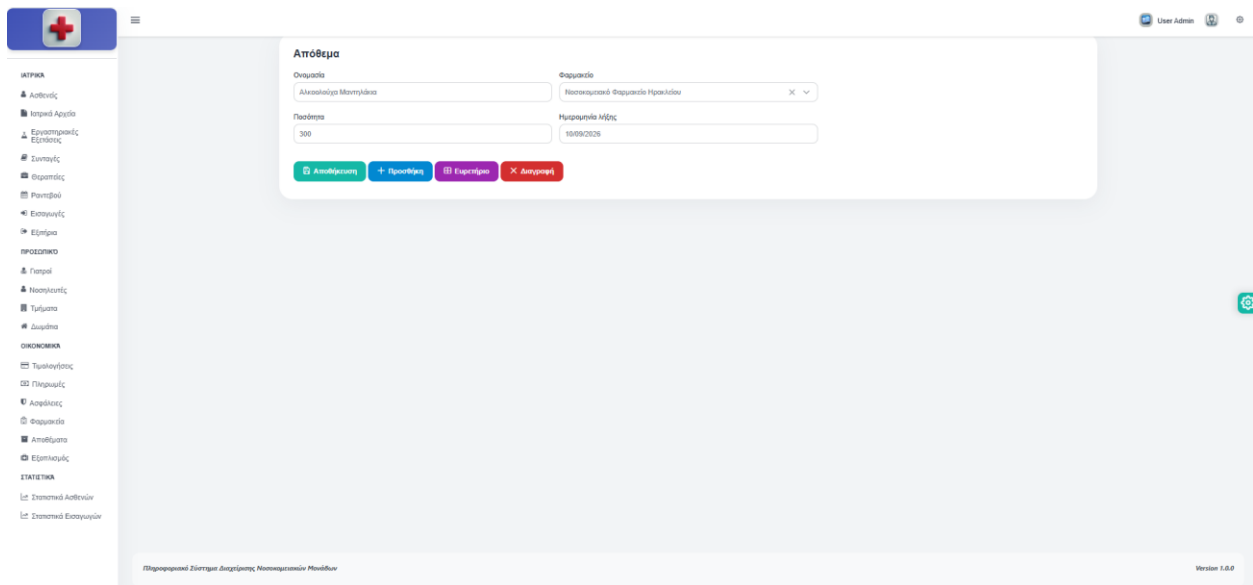 User Admin
ΙΑΤΡΙΚΑ
Ασθενείς
Ιατρικά Αρχεία
Εργαστηριακές
Εξετάσεις
Συνταγές
Θεραπείες
Ραντεβού
Εισαγωγές
Εξιτήρια
ΠΡΟΣΩΠΙΚΟ
Γιατροί
Νοσηλευτές
Τμήματα
Δωμάτια
ΟΙΚΟΝΟΜΙΚΑ
Τιμολογήσεις
Πληρωμές
Ασφάλειες
Φαρμακεία
Αποθέματα
Εξοπλισμός
ΣΤΑΤΙΣΤΙΚΑ
Στατιστικά Ασθενών
Στατιστικά Εισαγωγών
Απόθεμα
Ονομασία Φαρμακείο
Αλκοολούχα Μαντηλάκια Νοσοκομειακό Φαρμακείο Ηρακλείου
Ποσότητα Ημερομηνία λήξης
300 10/09/2026
Αποθήκευση Προσθήκη Ευρετήριο Διαγραφή
Πληροφοριακό Σύστημα Διαχείρισης Νοσοκομειακών Μονάδων Version 1.0.0